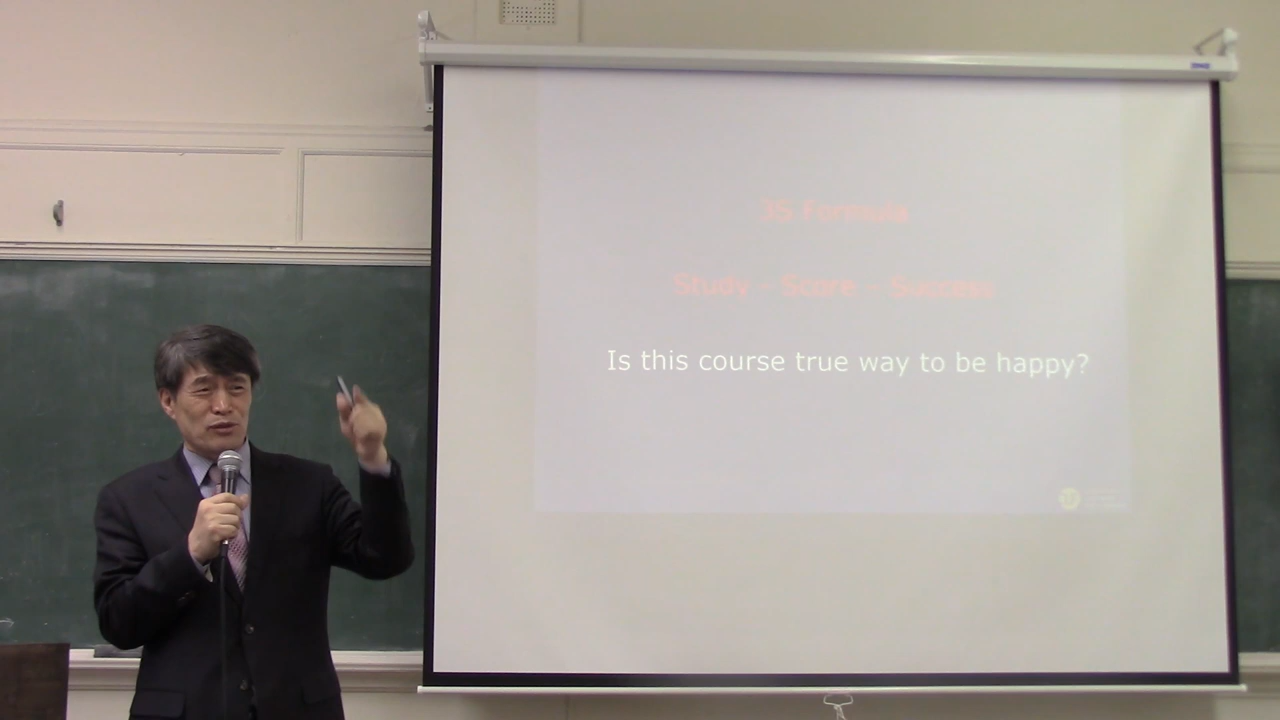 3S Formula
Study - Score - Success
Is this course true way to be happy?